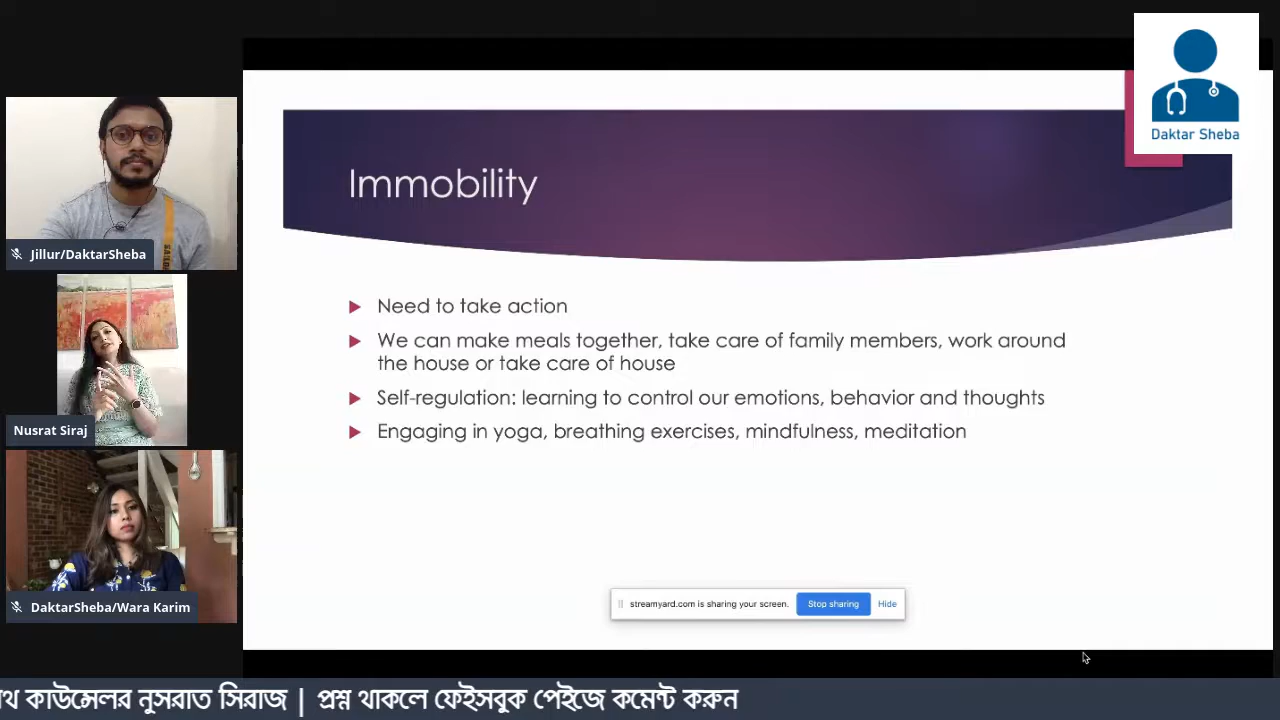 Daktar Sheba
Immobility
Jillur/DaktarSheba
Need to take action
We can make meals together, take care of family members, work around
the house or take care of house
Self-regulation: learning to control our emotions, behavior and thoughts
Nusrat Siraj
Engaging in yoga, breathing exercises, mindfulness, meditation
DaktarSheba/Wara Karim
streamyard.com is sharing your screen. Stop sharing Hide
কাউন্সেলর নুসরাত সিরাজ | প্রশ্ন থাকলে ফেইসবুক পেইজে কমেন্ট করুন